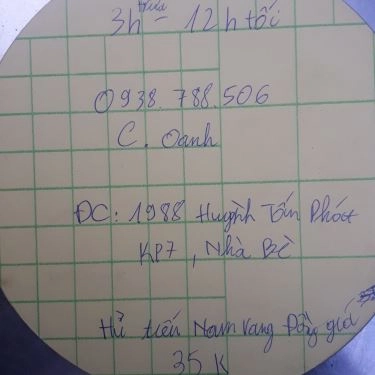 3h trưa - 12h tối
0938.788.506
C. Oanh
ĐC: 1988 Huỳnh Tấn Phát
KP7, Nhà Bè
Hủ tiếu Nam Vang Đồng giá
35 K